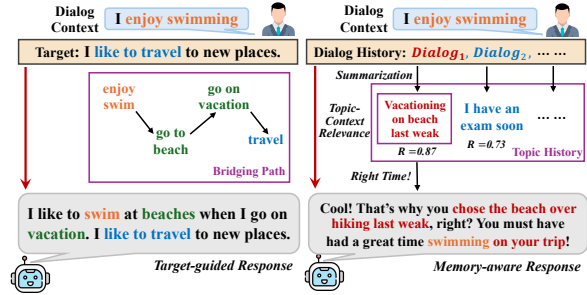 Dialog
Context
I enjoy swimming
Target: I like to travel to new places.
enjoy
swim
go to
beach
go on
vacation
travel
Bridging Path
I like to swim at beaches when I go on
vacation. I like to travel to new places.
Target-guided Response
Dialog
Context
I enjoy swimming
Dialog History: Dialog1, Dialog2, ... ...
Summarization
Topic-
Context
Relevance
Vacationing
on beach
last weak
R=0.87
I have an
exam soon
R=0.73
... ...
Topic History
Right Time!
Cool! That's why you chose the beach over
hiking last weak, right? You must have
had a great time swimming on your trip!
Memory-aware Response